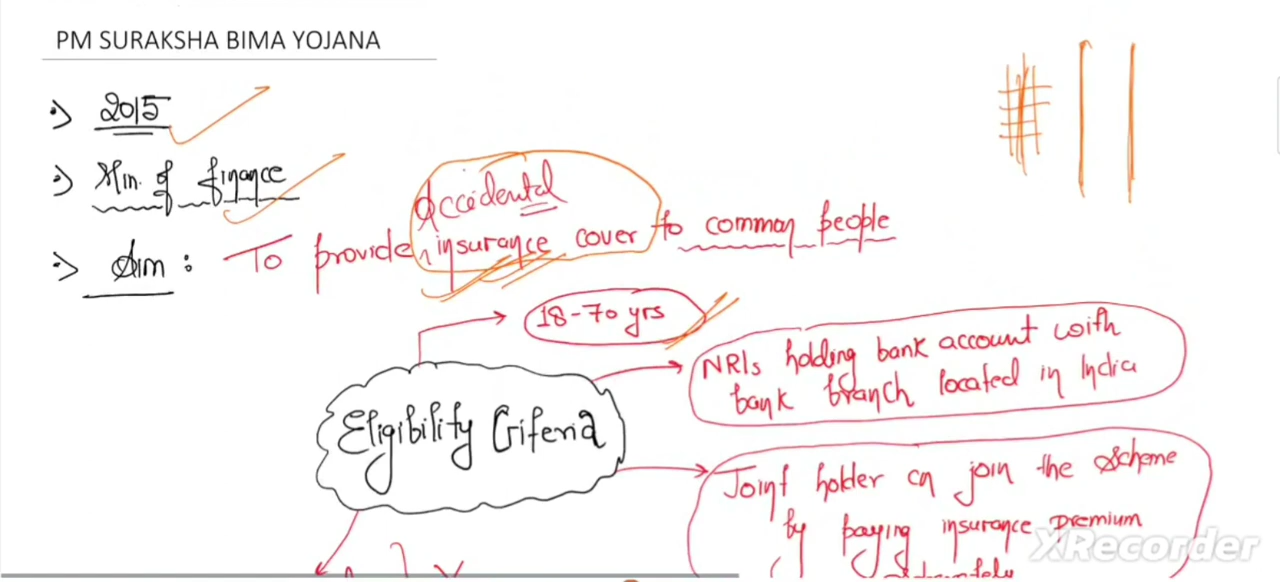 PM SURAKSHA BIMA YOJANA
2015
Min. of finance
Aim : To provide Accidental insurance cover to common people
18-70 yrs
NRIs holding bank account with
bank branch located in India
Eligibility Criteria
Joint holder cn join the scheme
by paying insurance premium
XRecorder